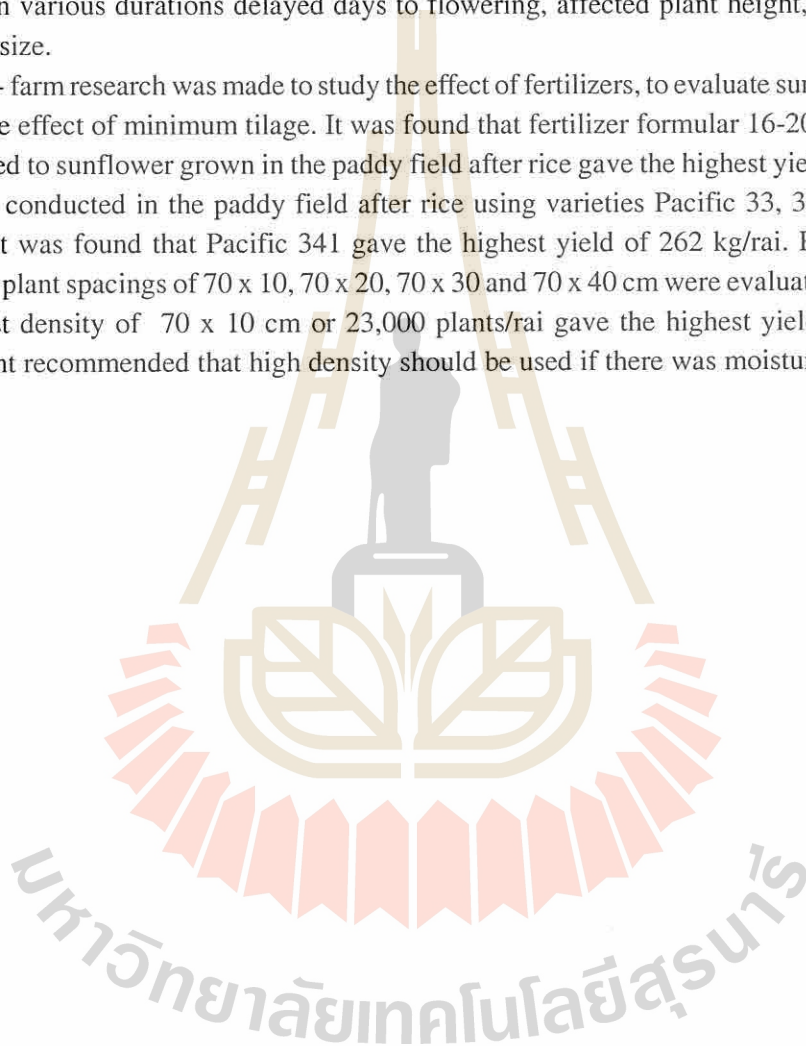 n various durations delayed days to flowering, affected plant height,
size.
- farm research was made to study the effect of fertilizers, to evaluate sun
e effect of minimum tilage. It was found that fertilizer formular 16-20
ed to sunflower grown in the paddy field after rice gave the highest yie
conducted in the paddy field after rice using varieties Pacific 33, 3
t was found that Pacific 341 gave the highest yield of 262 kg/rai.
plant spacings of 70 x 10, 70 x 20, 70 x 30 and 70 x 40 cm were evaluat
t density of 70 x 10 cm or 23,000 plants/rai gave the highest yiel
nt recommended that high density should be used if there was moistu
มหาวิทยาลัยเทคโนโลยีสุรนารี